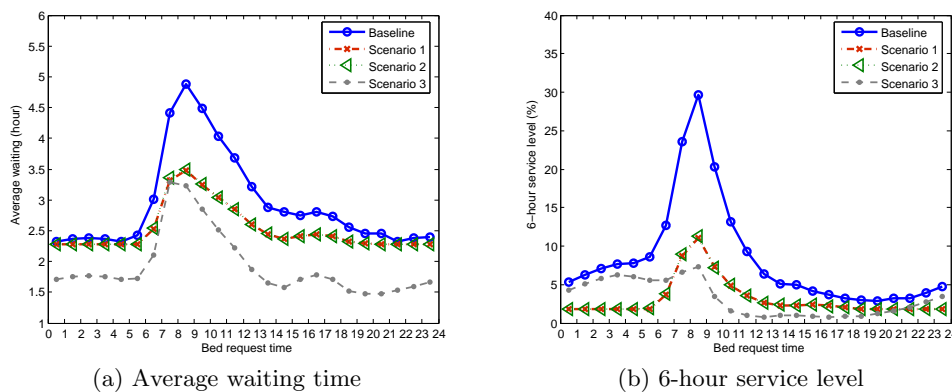 6
5.5
5
4.5
4
3.5
3
2.5
2
1.5
1
Average waiting (hour)
Baseline
Scenario 1
Scenario 2
Scenario 3
0 1 2 3 4 5 6 7 8 9 10 11 12 13 14 15 16 17 18 19 20 21 22 23 24
Bed request time
(a) Average waiting time
40
35
30
25
20
15
10
5
0
6−hour service level (%)
Baseline
Scenario 1
Scenario 2
Scenario 3
0 1 2 3 4 5 6 7 8 9 10 11 12 13 14 15 16 17 18 19 20 21 22 23 24
Bed request time
(b) 6-hour service level